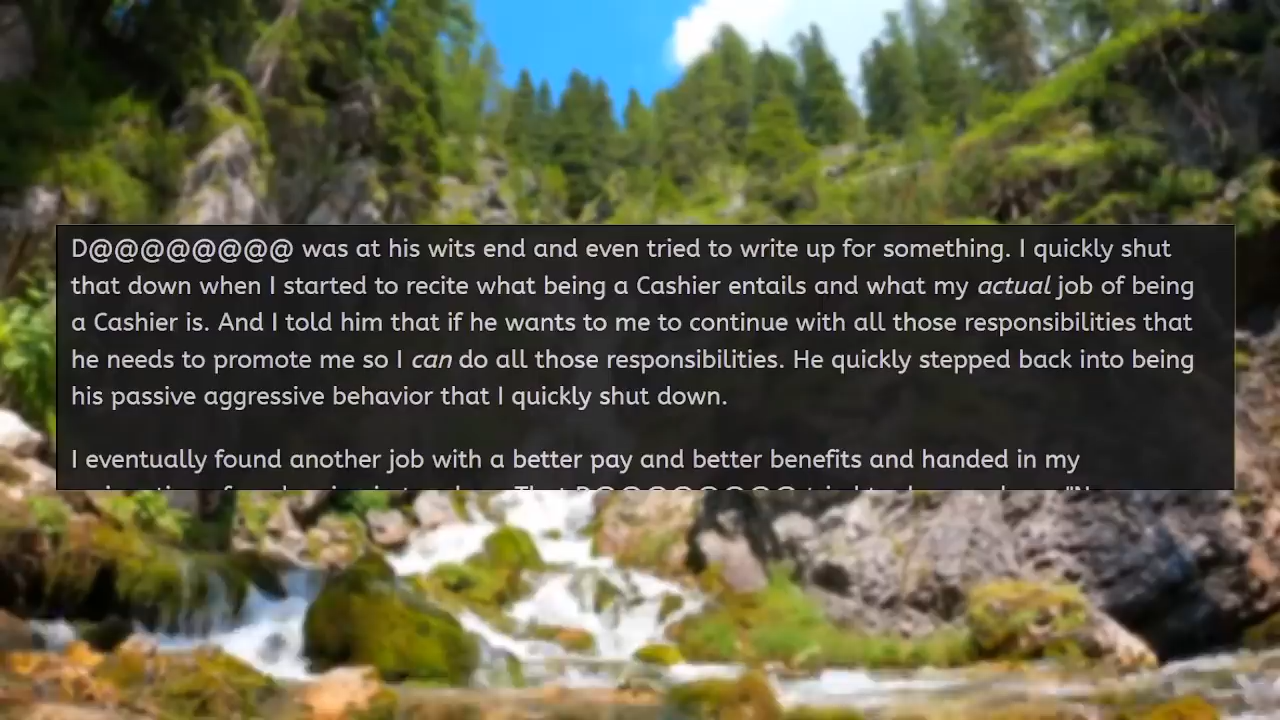 D@@@@@@@@ was at his wits end and even tried to write up for something. I quickly shut
that down when I started to recite what being a Cashier entails and what my actual job of being
a Cashier is. And I told him that if he wants to me to continue with all those responsibilities that
he needs to promote me so I can do all those responsibilities. He quickly stepped back into being
his passive aggressive behavior that I quickly shut down.
I eventually found another job with a better pay and better benefits and handed in my